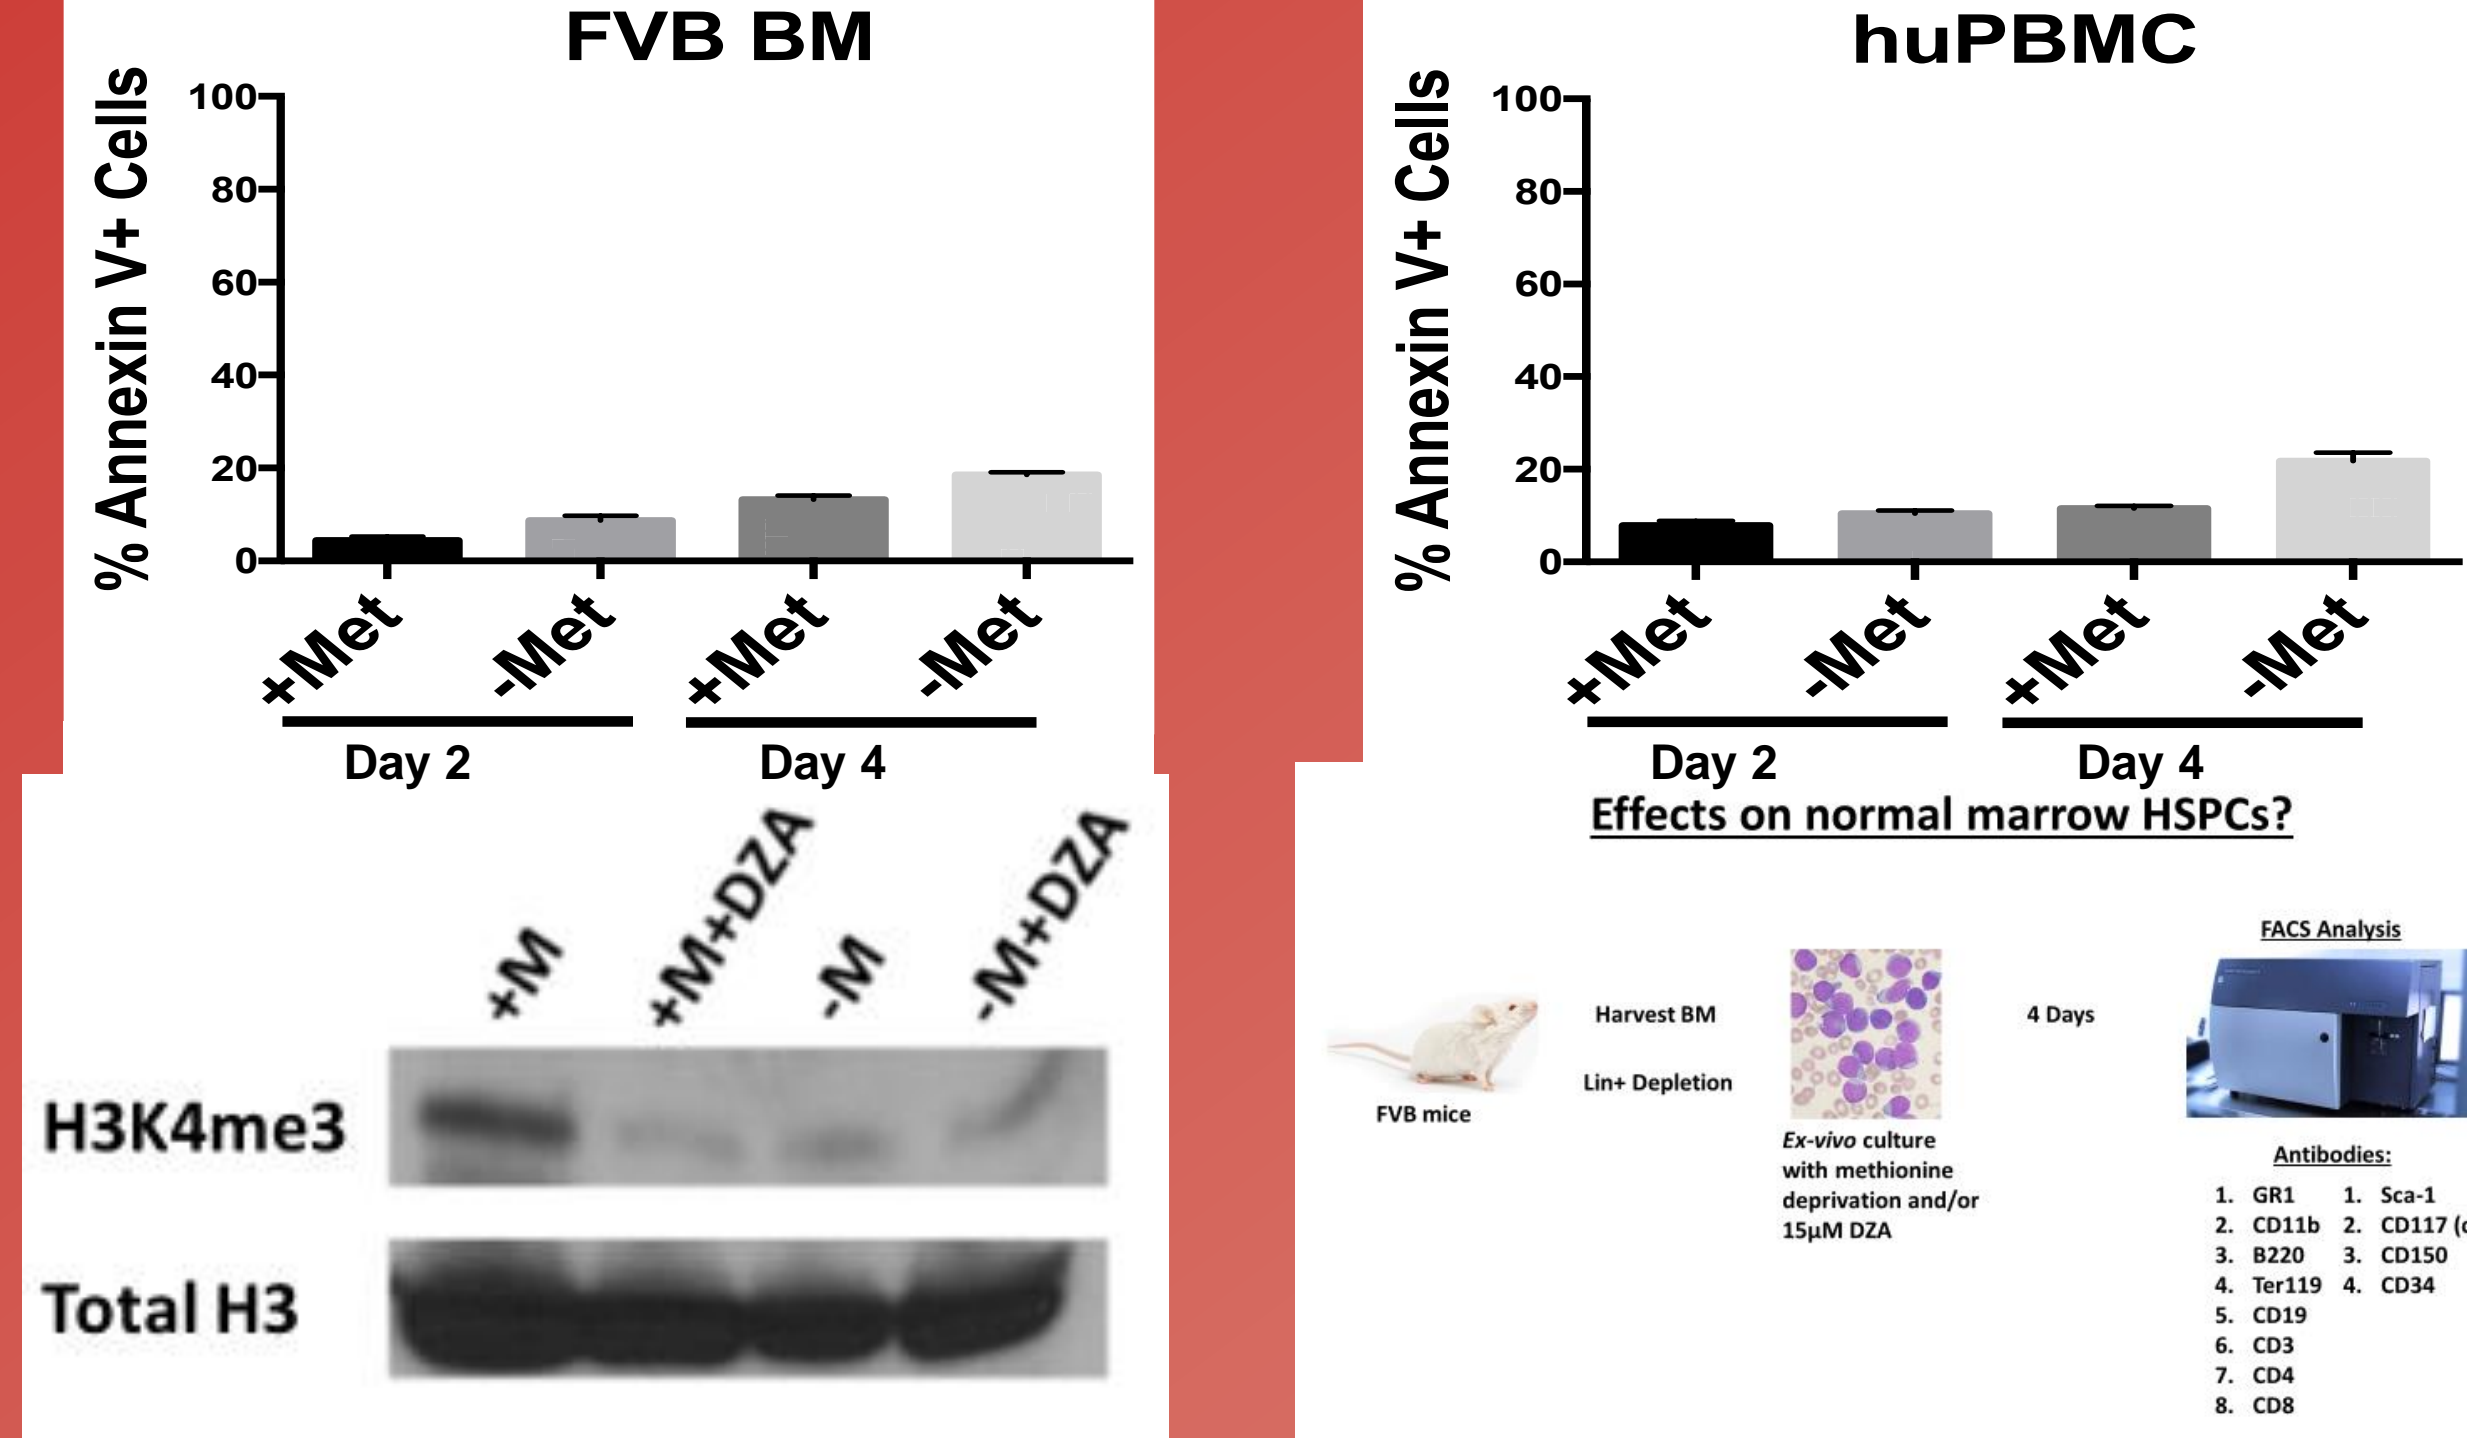 FVB BM
% Annexin V+ Cells
100
80
60
40
20
0
+Met
-Met
+Met
-Met
Day 2
Day 4
huPBMC
% Annexin V+ Cells
100
80
60
40
20
0
+Met
-Met
+Met
-Met
Day 2
Day 4
+M
+M+DZA
-M
-M+DZA
H3K4me3
Total H3
Effects on normal marrow HSPCs?
FVB mice
Harvest BM
Lin+ Depletion
Ex-vivo culture
with methionine
deprivation and/or
15µM DZA
4 Days
FACS Analysis
Antibodies:
1. GR1
2. CD11b
3. B220
4. Ter119
5. CD19
6. CD3
7. CD4
8. CD8
1. Sca-1
2. CD117 (c
3. CD150
4. CD34